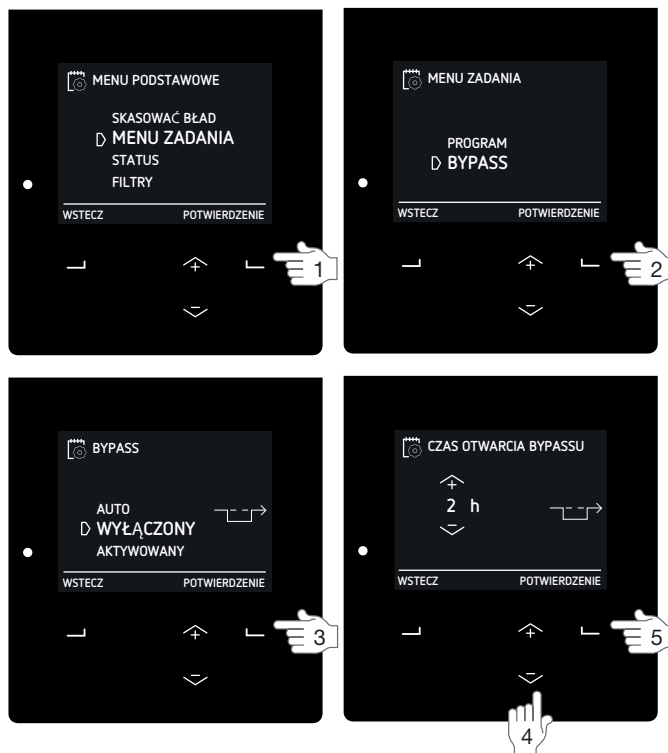 MENU PODSTAWOWE
SKASOWAĆ BŁAD
MENU ZADANIA
STATUS
FILTRY
WSTECZ POTWIERDZENIE
1
MENU ZADANIA
PROGRAM
BYPASS
WSTECZ POTWIERDZENIE
2
BYPASS
AUTO
WYŁĄCZONY
AKTYWOWANY
WSTECZ POTWIERDZENIE
3
CZAS OTWARCIA BYPASSU
2 h
WSTECZ POTWIERDZENIE
5
4